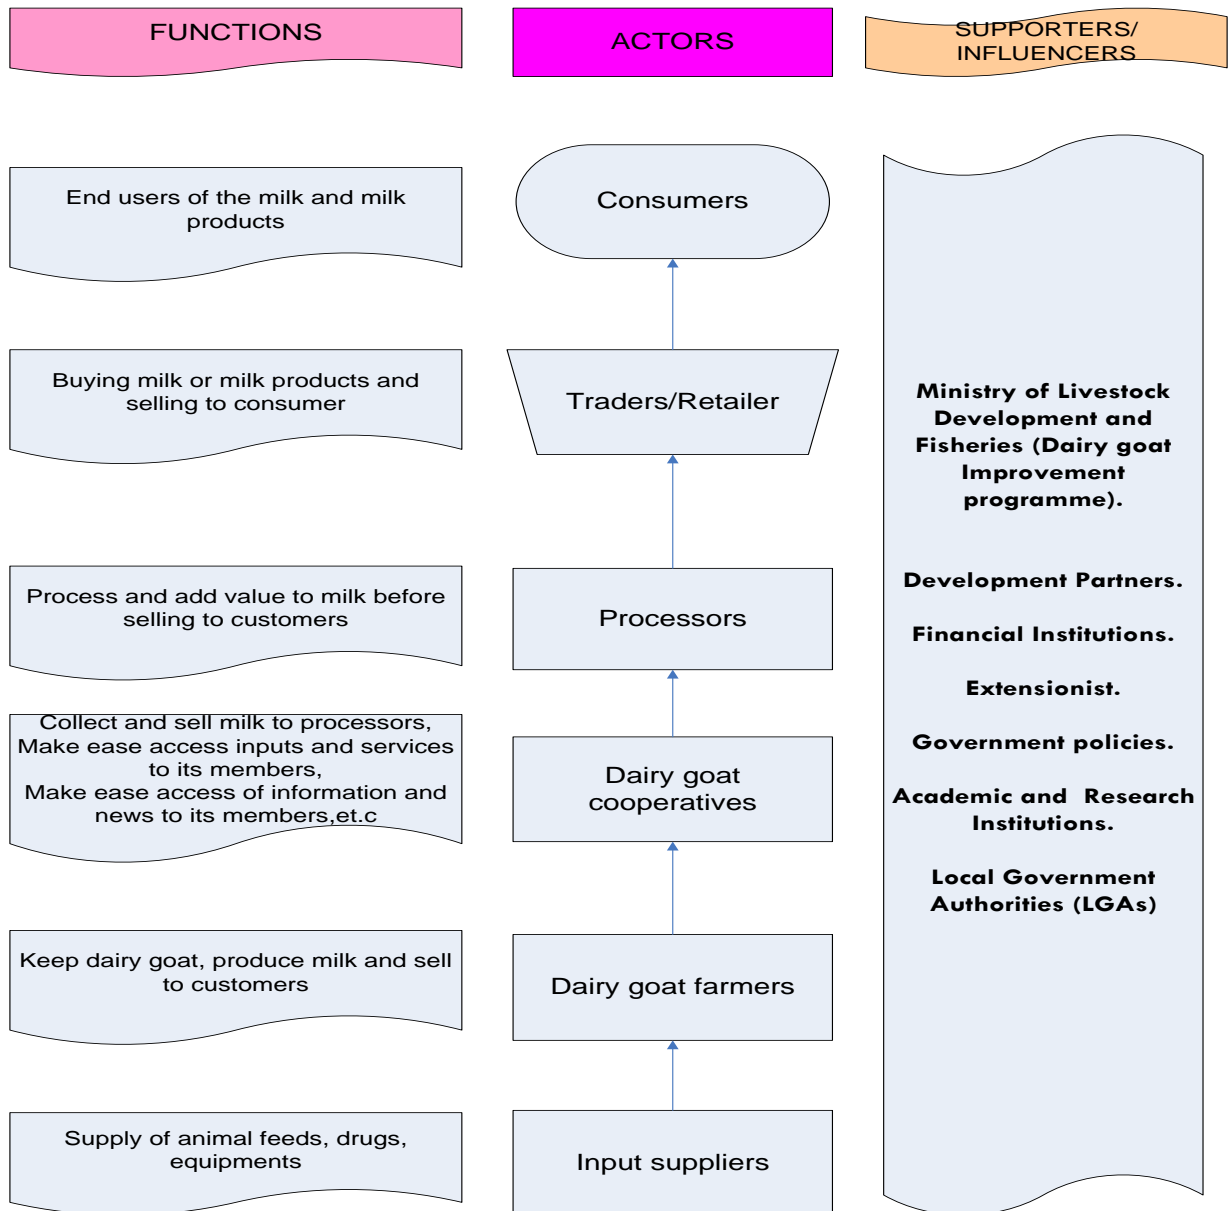 FUNCTIONS
ACTORS
SUPPORTERS/
INFLUENCERS
End users of the milk and milk
products
Consumers
Buying milk or milk products and
selling to consumer
Traders/Retailer
Process and add value to milk before
selling to customers
Processors
Collect and sell milk to processors,
Make ease access inputs and services
to its members,
Make ease access of information and
news to its members,et.c
Dairy goat
cooperatives
Keep dairy goat, produce milk and sell
to customers
Dairy goat farmers
Supply of animal feeds, drugs,
equipments
Input suppliers
Ministry of Livestock
Development and
Fisheries (Dairy goat
Improvement
programme).
Development Partners.
Financial Institutions.
Extensionist.
Government policies.
Academic and  Research
Institutions.
Local Government
Authorities (LGAs)